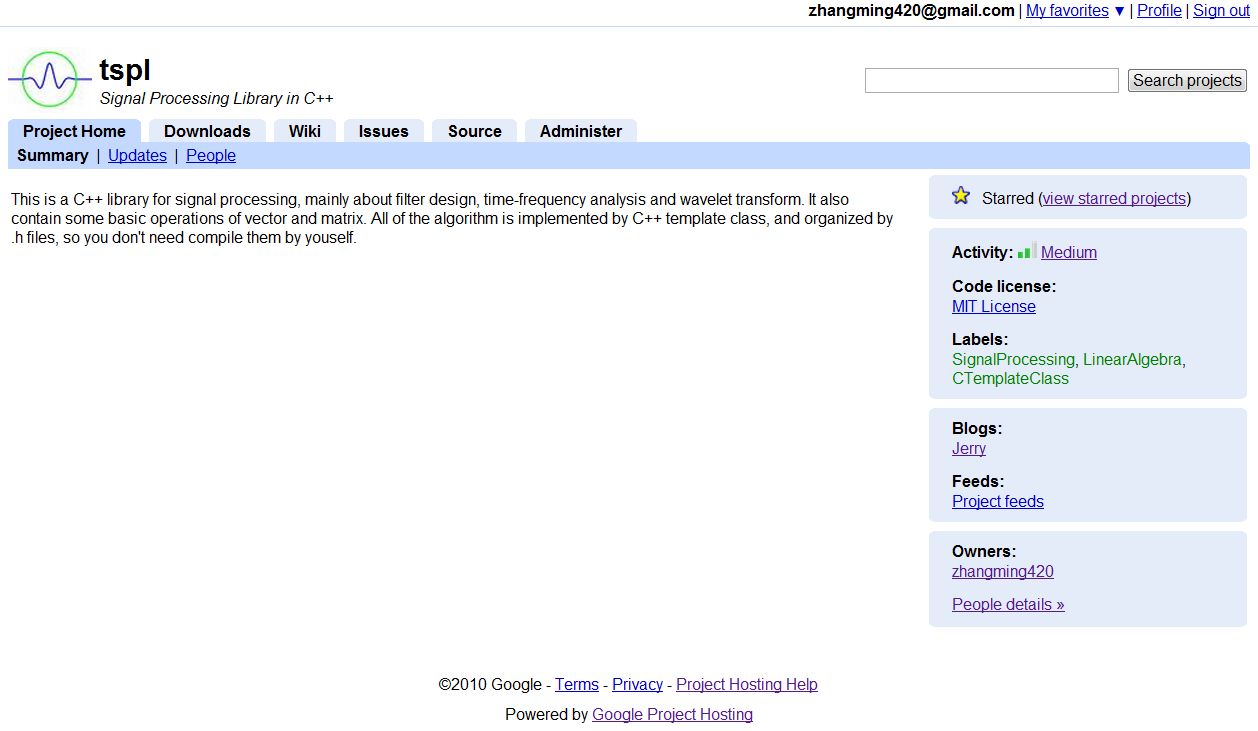 zhangming420@gmail.com | My favorites ▼ | Profile | Sign out
tspl
Signal Processing Library in C++
Search projects
Project Home Downloads Wiki Issues Source Administer
Summary | Updates | People
This is a C++ library for signal processing, mainly about filter design, time-frequency analysis and wavelet transform. It also
contain some basic operations of vector and matrix. All of the algorithm is implemented by C++ template class, and organized by
.h files, so you don't need compile them by youself.
Starred (view starred projects)
Activity: Medium
Code license:
MIT License
Labels:
SignalProcessing, LinearAlgebra,
CTemplateClass
Blogs:
Jerry
Feeds:
Project feeds
Owners:
zhangming420
People details »
©2010 Google - Terms - Privacy - Project Hosting Help
Powered by Google Project Hosting